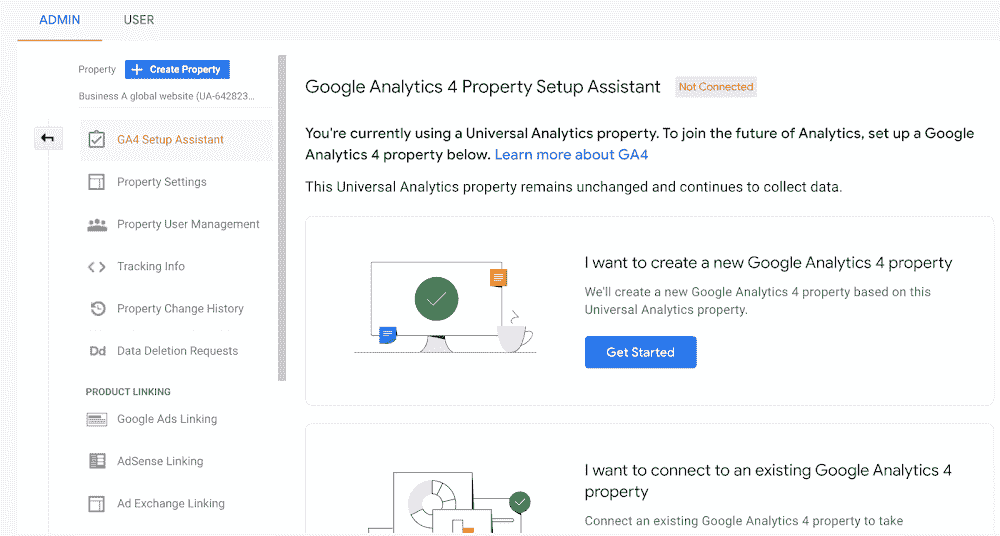 ADMIN
USER
Property
+ Create Property
Business A global website (UA-642823...
GA4 Setup Assistant
Property Settings
Property User Management
Tracking Info
Property Change History
Dd Data Deletion Requests
PRODUCT LINKING
Google Ads Linking
AdSense Linking
Ad Exchange Linking
Google Analytics 4 Property Setup Assistant
Not Connected
You're currently using a Universal Analytics property. To join the future of Analytics, set up a Google
Analytics 4 property below. Learn more about GA4
This Universal Analytics property remains unchanged and continues to collect data.
I want to create a new Google Analytics 4 property
We'll create a new Google Analytics 4 property based on this
Universal Analytics property.
Get Started
I want to connect to an existing Google Analytics 4
property
Connect an existing Google Analytics 4 property to take